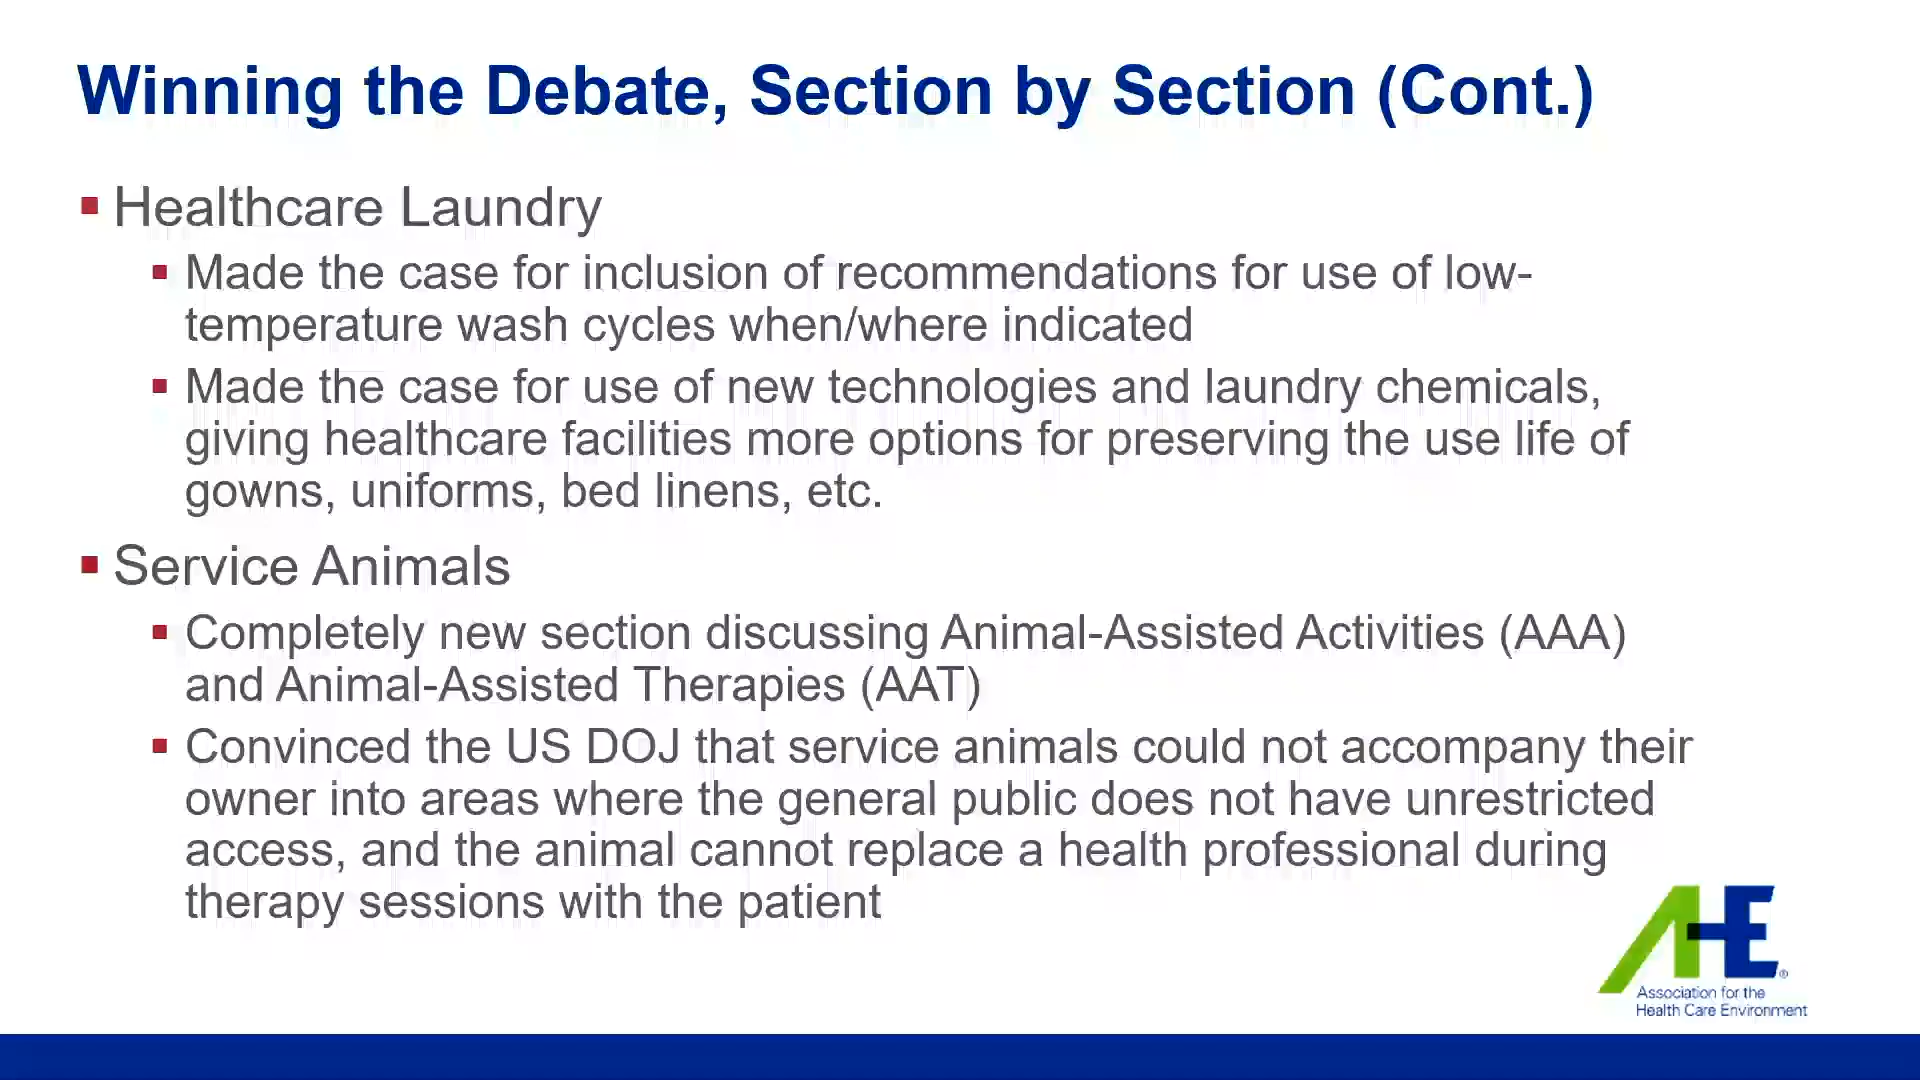 Winning the Debate, Section by Section (Cont.)
Healthcare Laundry
Made the case for inclusion of recommendations for use of low-
temperature wash cycles when/where indicated
Made the case for use of new technologies and laundry chemicals,
giving healthcare facilities more options for preserving the use life of
gowns, uniforms, bed linens, etc.
Service Animals
Completely new section discussing Animal-Assisted Activities (AAA)
and Animal-Assisted Therapies (AAT)
Convinced the US DOJ that service animals could not accompany their
owner into areas where the general public does not have unrestricted
access, and the animal cannot replace a health professional during
therapy sessions with the patient
AHE®
Association for the
Health Care Environment